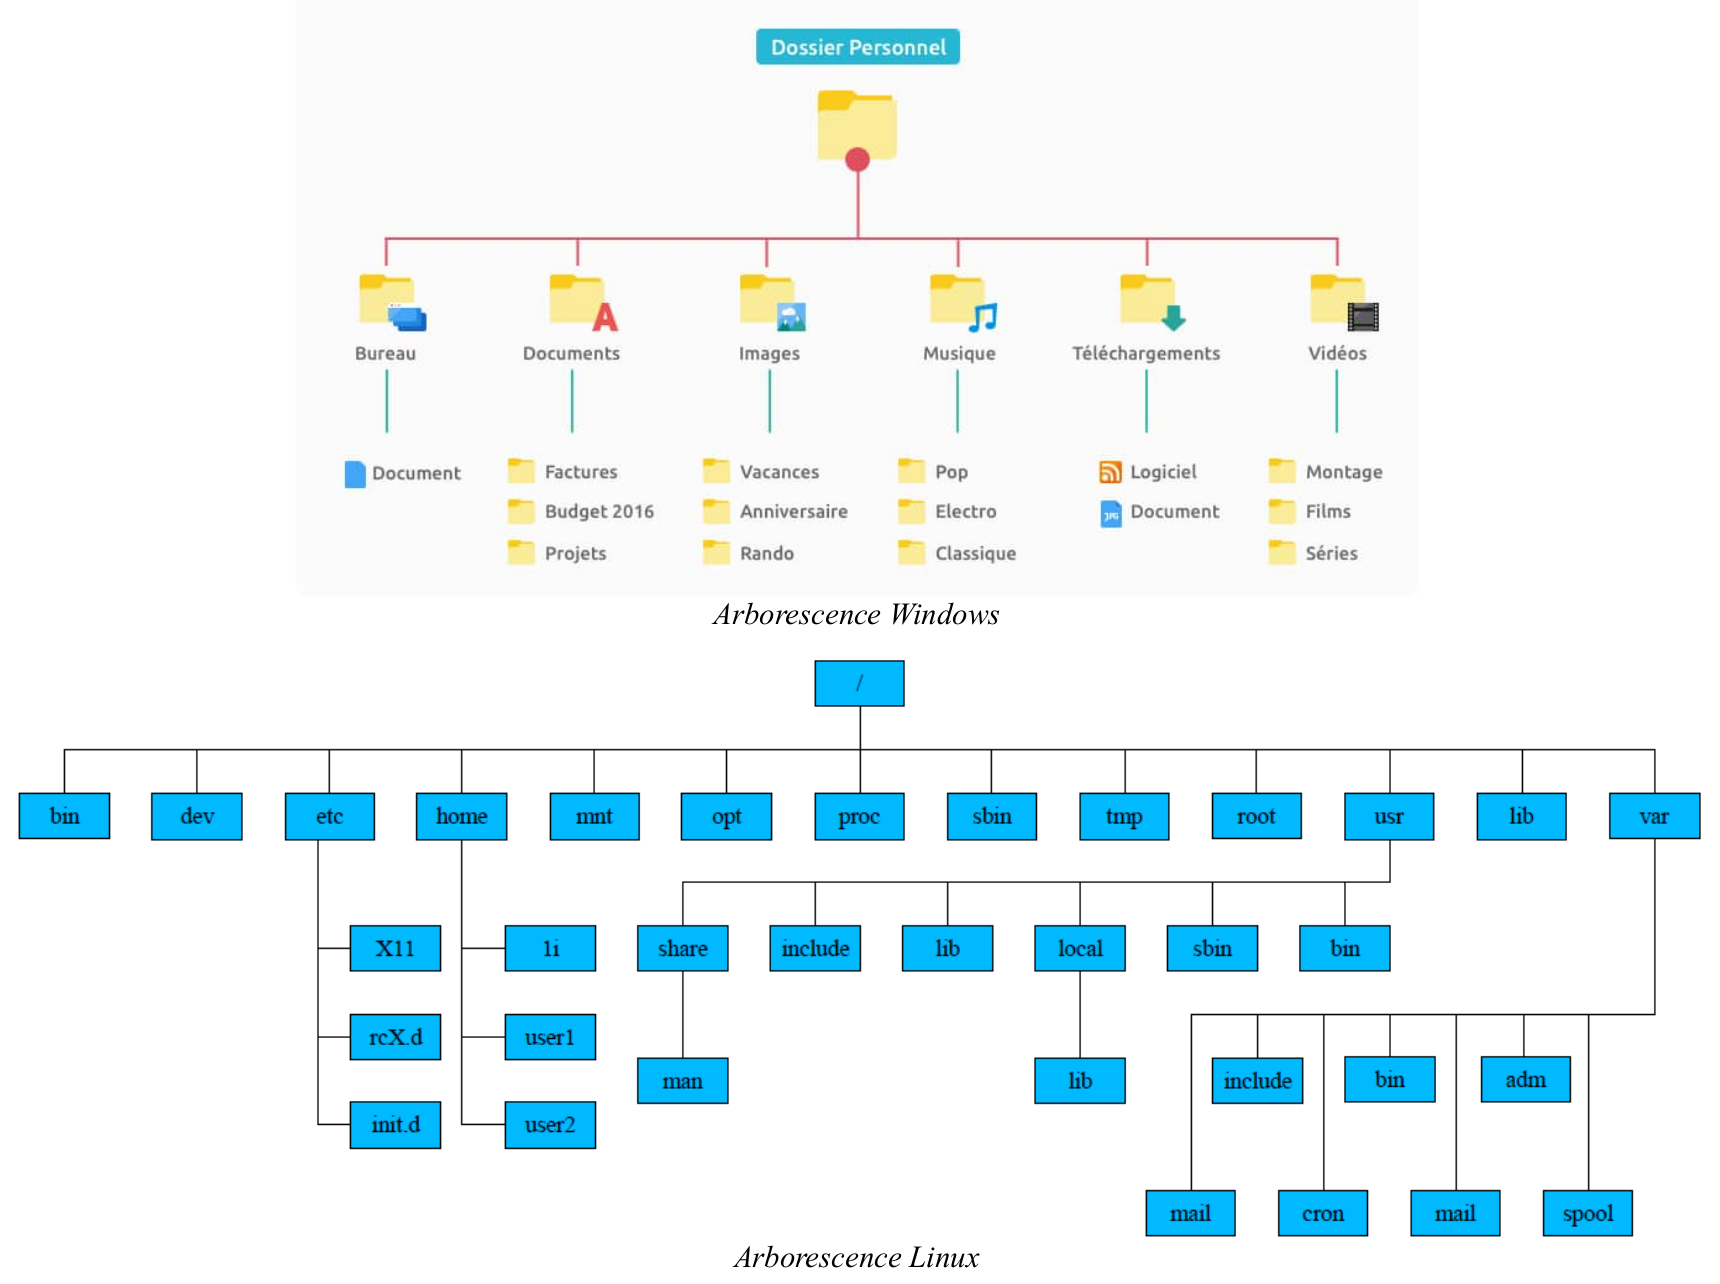 Dossier Personnel
Bureau Documents Images Musique Téléchargements Vidéos
Document Factures Vacances Pop Logiciel Montage
Budget 2016 Anniversaire Electro JPG Document Films
Projets Rando Classique Séries
Arborescence Windows
/
bin dev etc home mnt opt proc sbin tmp root usr lib var
X11 li share include lib local sbin bin
rcX.d user1
man lib include bin adm
init.d user2
mail cron mail spool
Arborescence Linux